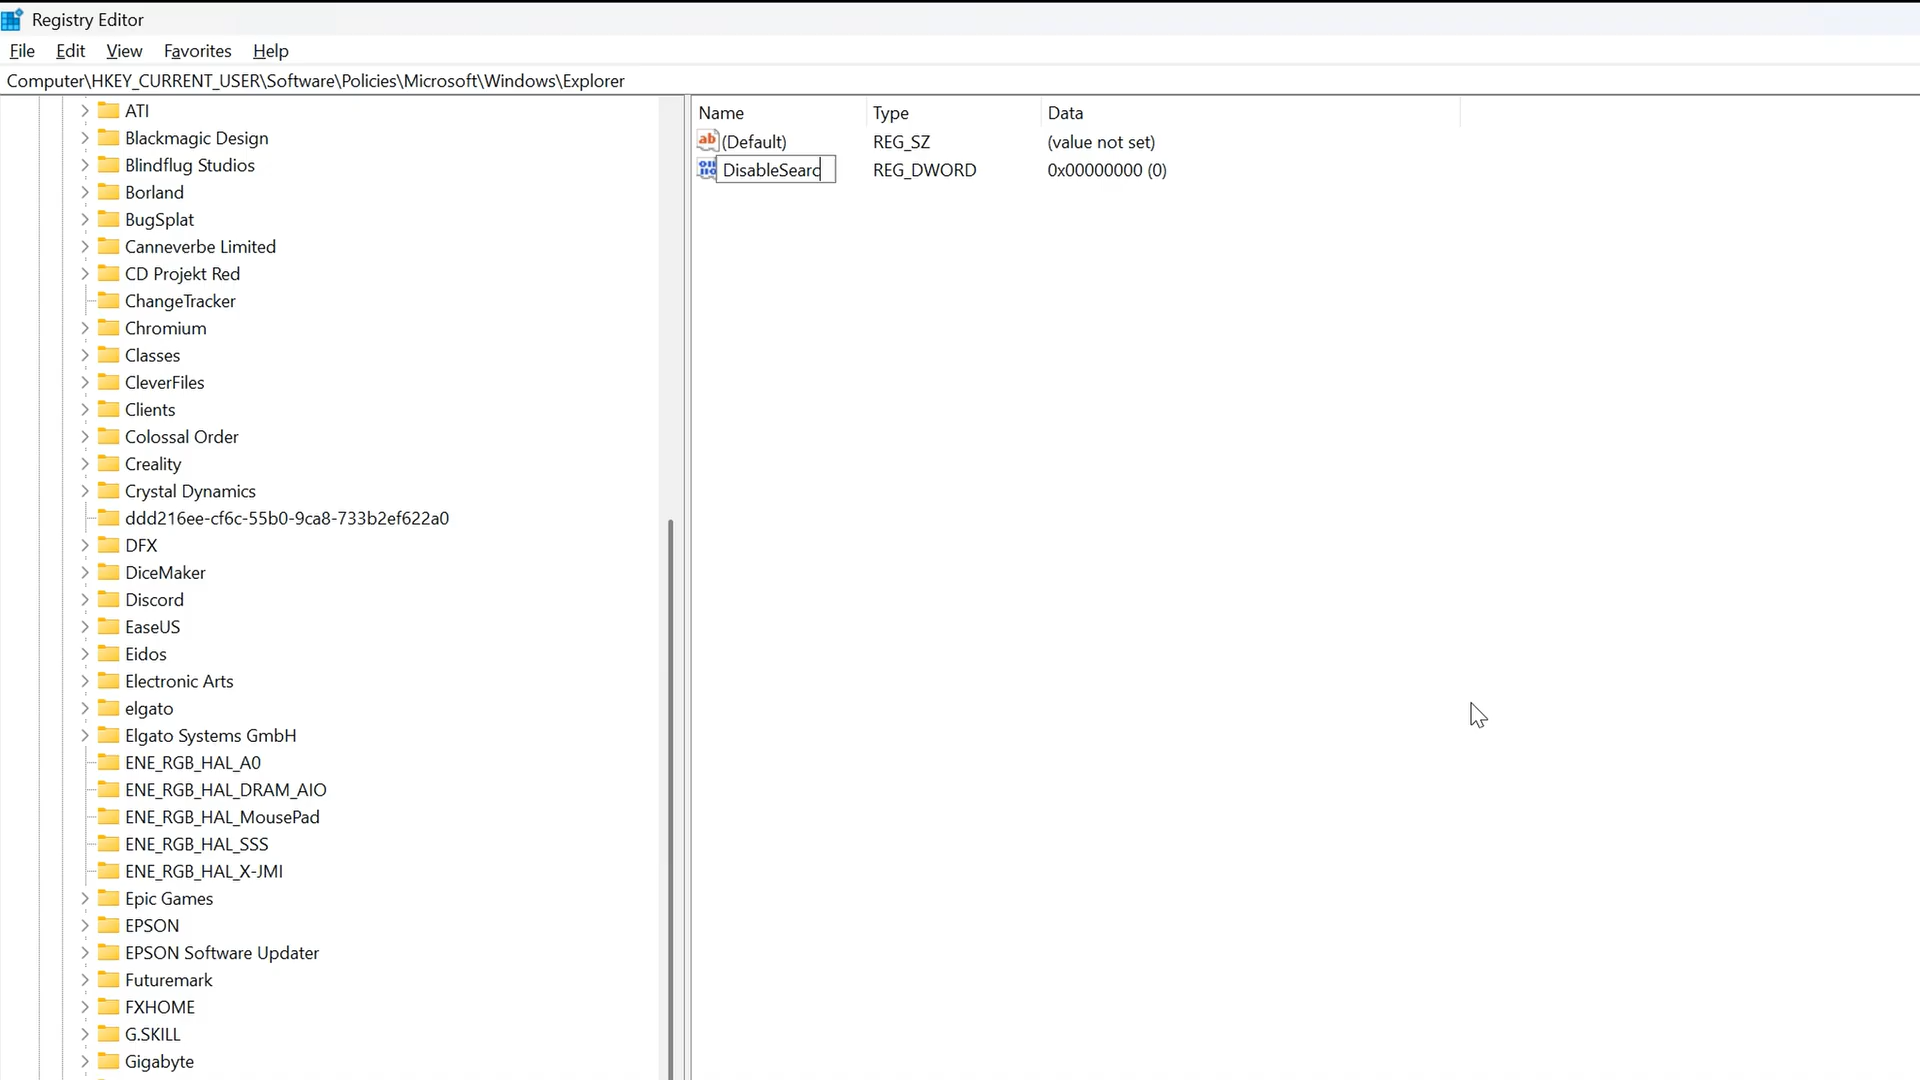 Registry Editor
File Edit View Favorites Help
Computer\HKEY_CURRENT_USER\Software\Policies\Microsoft\Windows\Explorer
ATI
Blackmagic Design
Blindflug Studios
Borland
BugSplat
Canneverbe Limited
CD Projekt Red
ChangeTracker
Chromium
Classes
CleverFiles
Clients
Colossal Order
Creality
Crystal Dynamics
ddd216ee-cf6c-55b0-9ca8-733b2ef622a0
DFX
DiceMaker
Discord
EaseUS
Eidos
Electronic Arts
elgato
Elgato Systems GmbH
ENE_RGB_HAL_A0
ENE_RGB_HAL_DRAM_AIO
ENE_RGB_HAL_MousePad
ENE_RGB_HAL_SSS
ENE_RGB_HAL_X-JMI
Epic Games
EPSON
EPSON Software Updater
Futuremark
FXHOME
G.SKILL
Gigabyte
Name Type Data
(Default) REG_SZ (value not set)
DisableSearc REG_DWORD 0x00000000 (0)